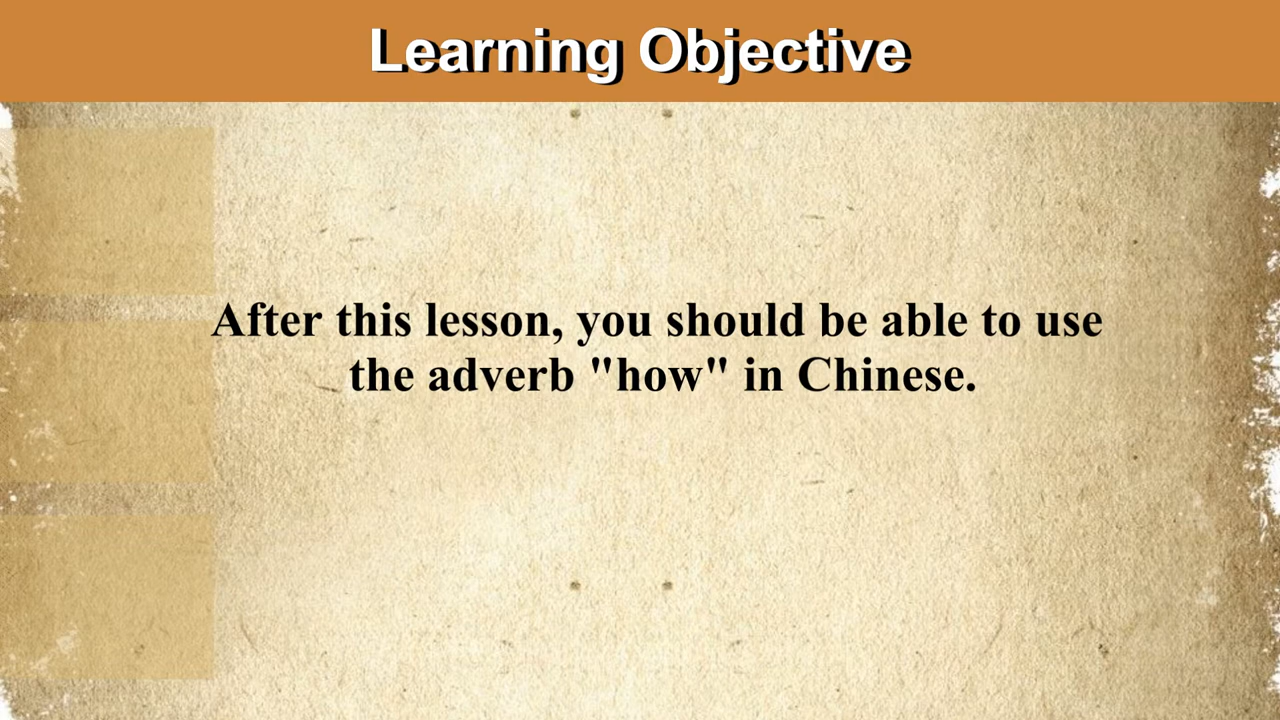 Learning Objective
After this lesson, you should be able to use
the adverb "how" in Chinese.